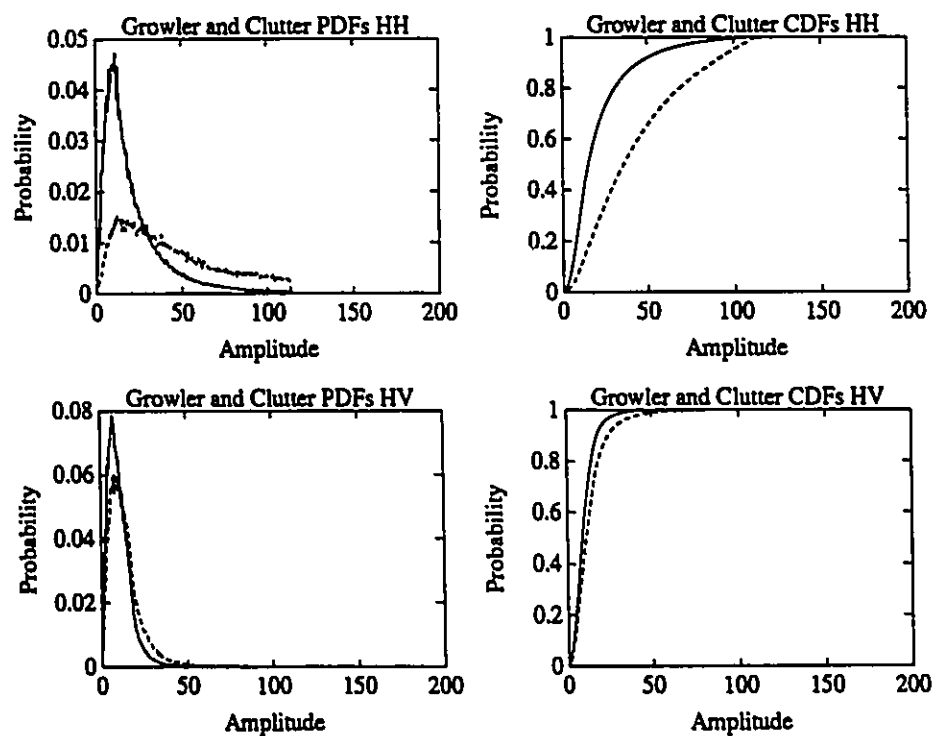 Growler and Clutter PDFs HH
0.05
0.04
0.03
0.02
0.01
0
Probability
0 50 100 150 200
Amplitude
Growler and Clutter CDFs HH
1
0.8
0.6
0.4
0.2
0
Probability
0 50 100 150 200
Amplitude
Growler and Clutter PDFs HV
0.08
0.06
0.04
0.02
0
Probability
0 50 100 150 200
Amplitude
Growler and Clutter CDFs HV
1
0.8
0.6
0.4
0.2
0
Probability
0 50 100 150 200
Amplitude